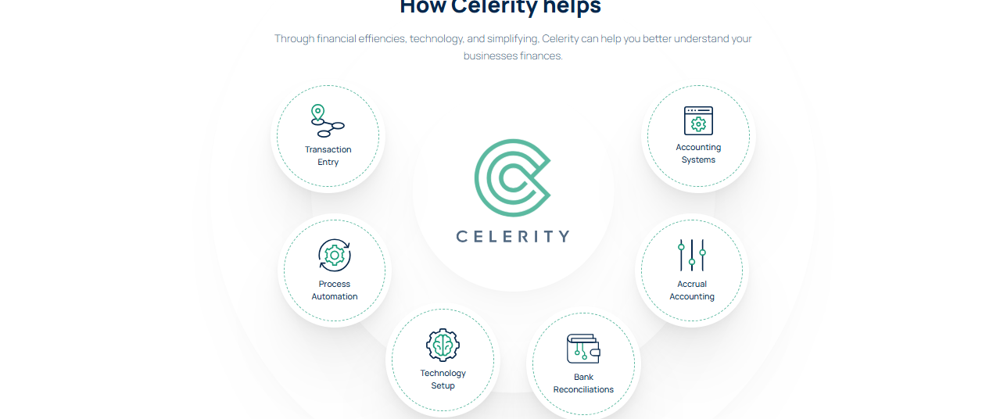 How Celerity helps
Through financial effiencies, technology, and simplifying, Celerity can help you better understand your
businesses finances.
Transaction
Entry
Accounting
Systems
CELERITY
Process
Automation
Accrual
Accounting
Technology
Setup
Bank
Reconciliations